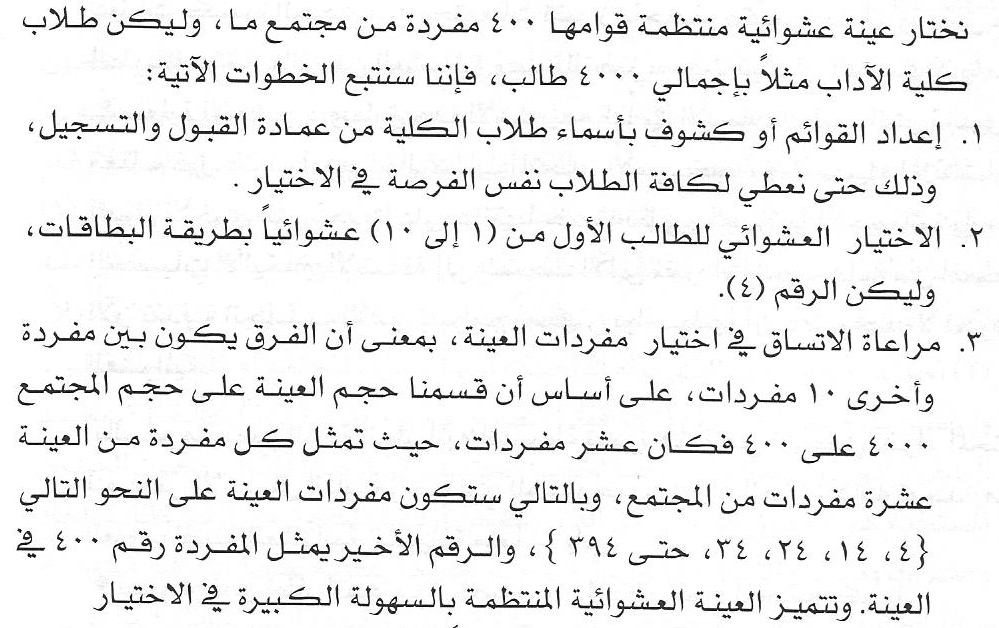 نختار عينة عشوائية منتظمة قوامها ٤٠٠ مفردة من مجتمع ما، وليكن طلاب
كلية الآداب مثلاً بإجمالي ٤٠٠٠ طالب، فإننا سنتبع الخطوات الآتية:
١. إعداد القوائم أو كشوف بأسماء طلاب الكلية من عمادة القبول والتسجيل،
وذلك حتى نعطي لكافة الطلاب نفس الفرصة في الاختيار .
٢. الاختيار العشوائي للطالب الأول من (١ إلى ١٠) عشوائياً بطريقة البطاقات،
وليكن الرقم (٤).
٣. مراعاة الاتساق في اختيار مفردات العينة، بمعنى أن الفرق يكون بين مفردة
وأخرى ١٠ مفردات، على أساس أن قسمنا حجم العينة على حجم المجتمع
٤٠٠٠ على ٤٠٠ فكان عشر مفردات، حيث تمثل كل مفردة من العينة
عشرة مفردات من المجتمع، وبالتالي ستكون مفردات العينة على النحو التالي
{٤، ١٤، ٢٤، ٣٤، حتى ٣٩٤ }، والرقم الأخير يمثل المفردة رقم ٤٠٠ في
العينة. وتتميز العينة العشوائية المنتظمة بالسهولة الكبيرة في الاختيار